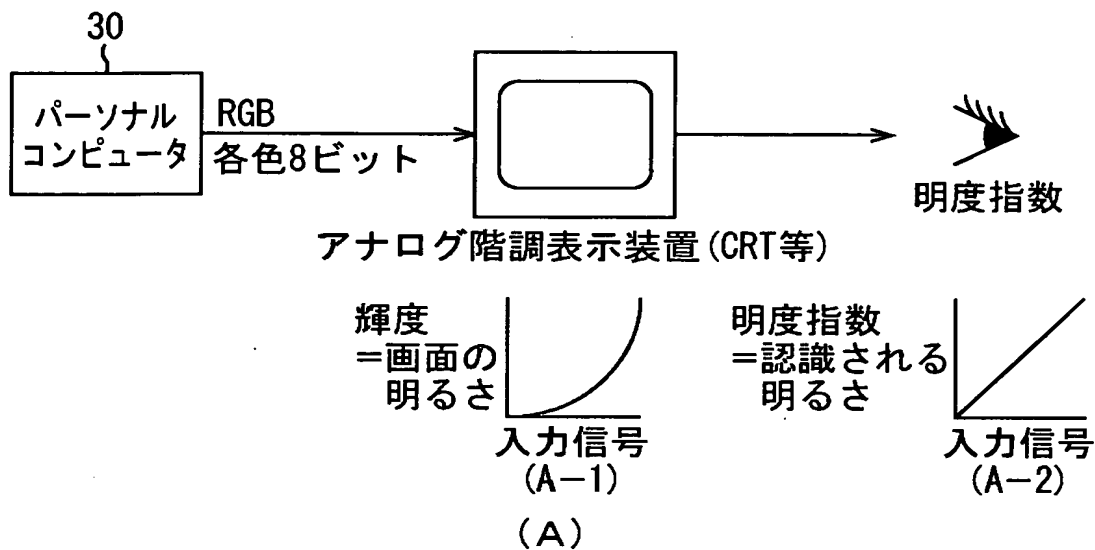 30
パーソナル
コンピュータ
RGB
各色8ビット
明度指数
アナログ階調表示装置(CRT等)
輝度
=画面の
明るさ
入力信号
(A-1)
明度指数
=認識される
明るさ
入力信号
(A-2)
(A)